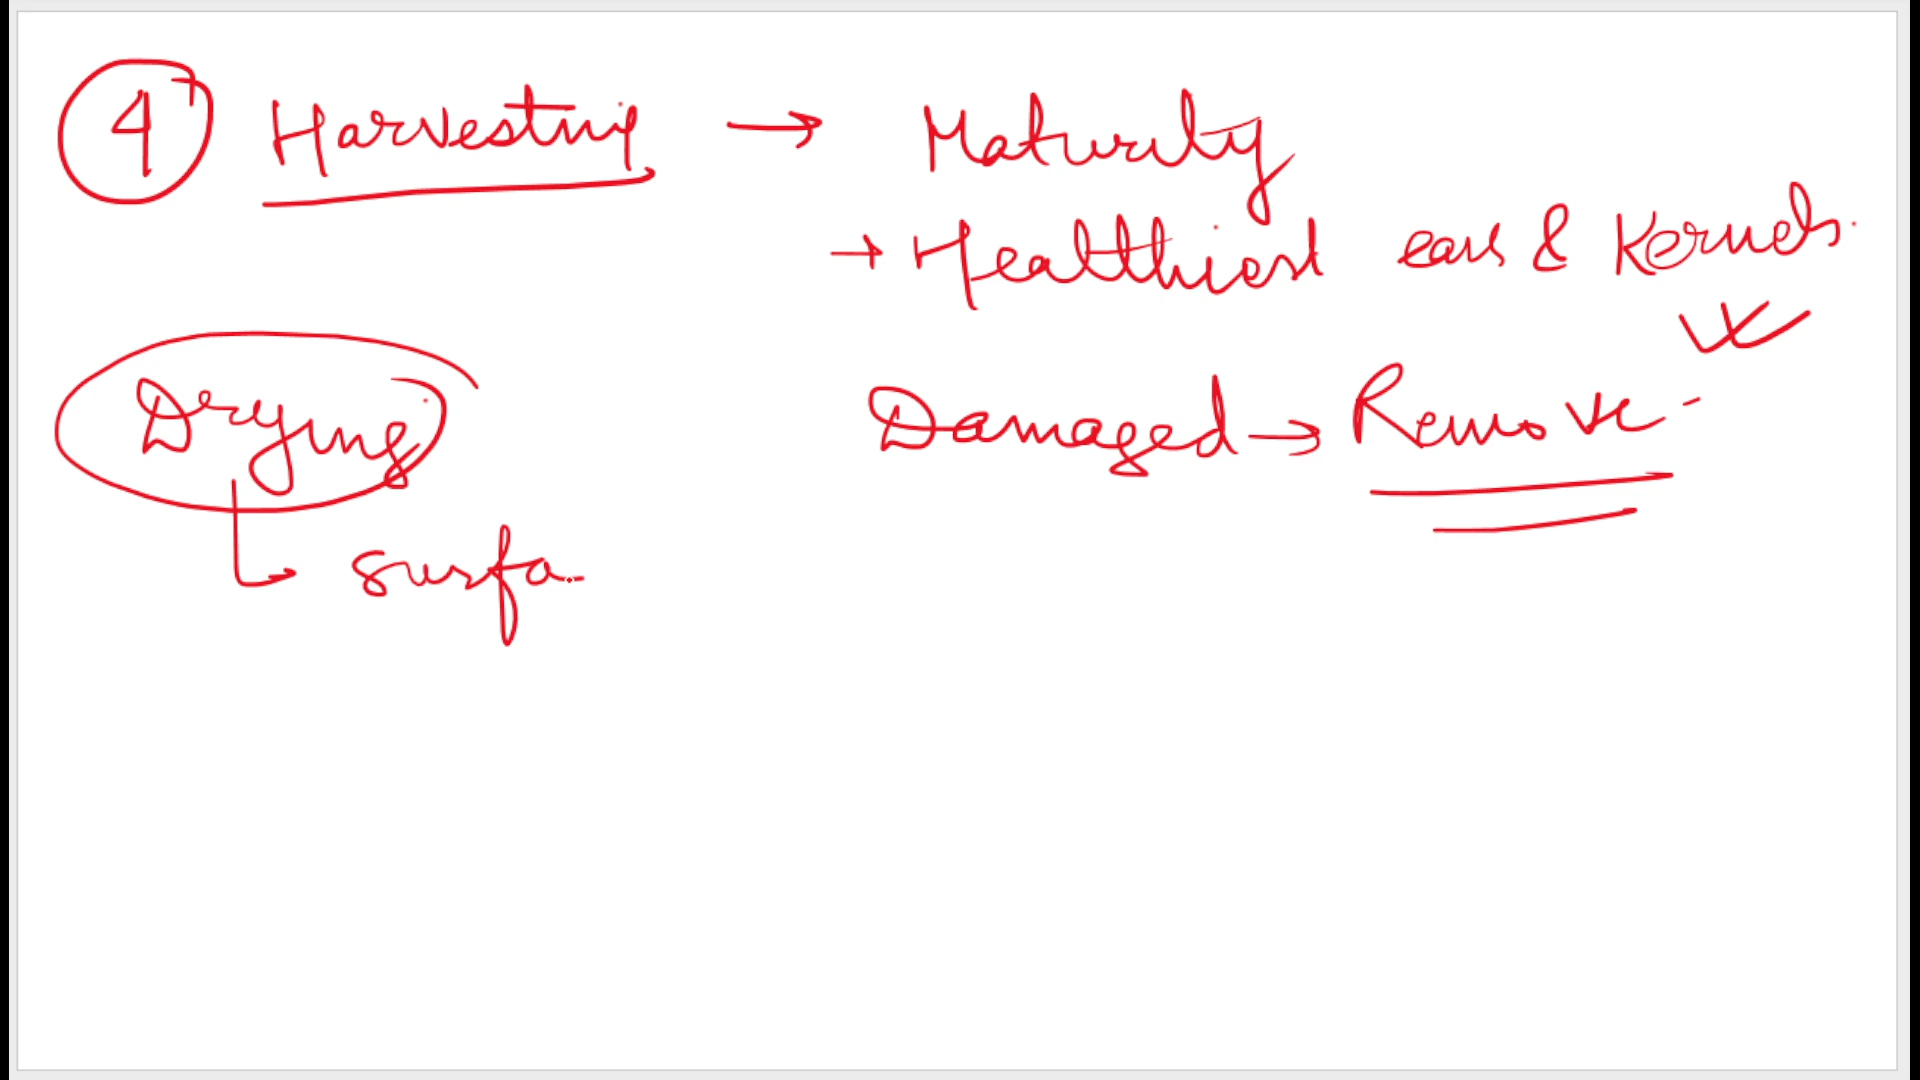 4 Harvesting → Maturity
→ Healthiest ears & Kernels.
Drying
Damaged → Remove -
surfa